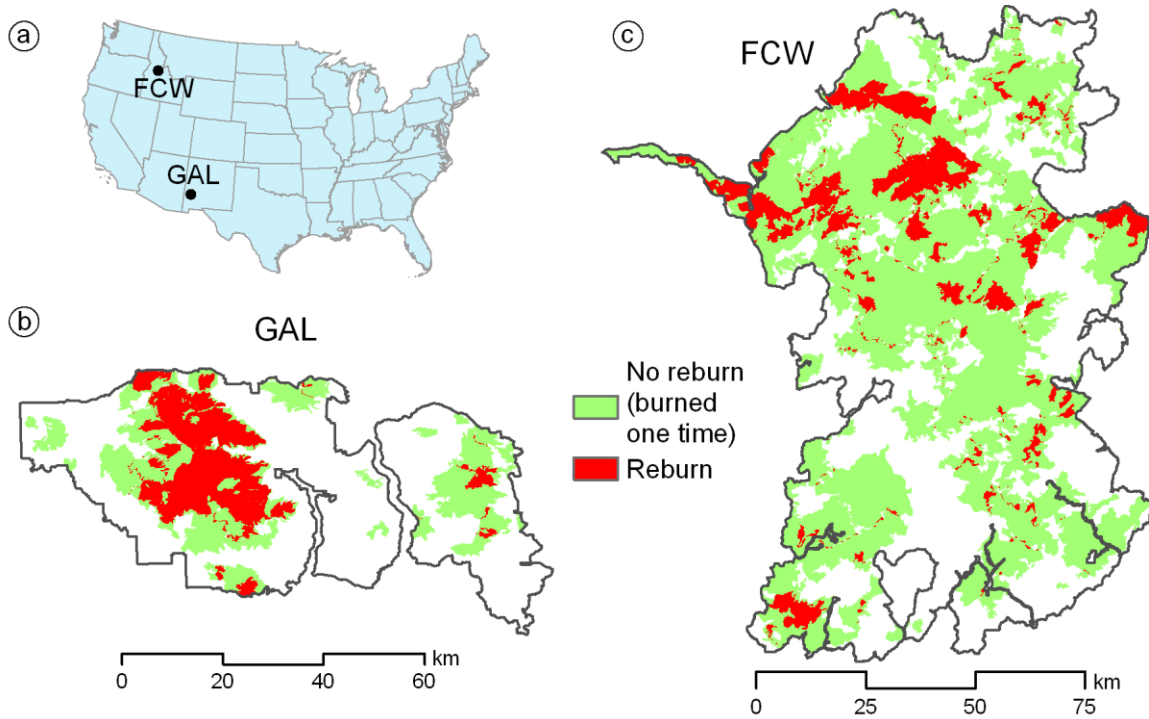 a
FCW
GAL
b
GAL
km
0 20 40 60
c
FCW
No reburn
(burned
one time)
Reburn
km
0 25 50 75